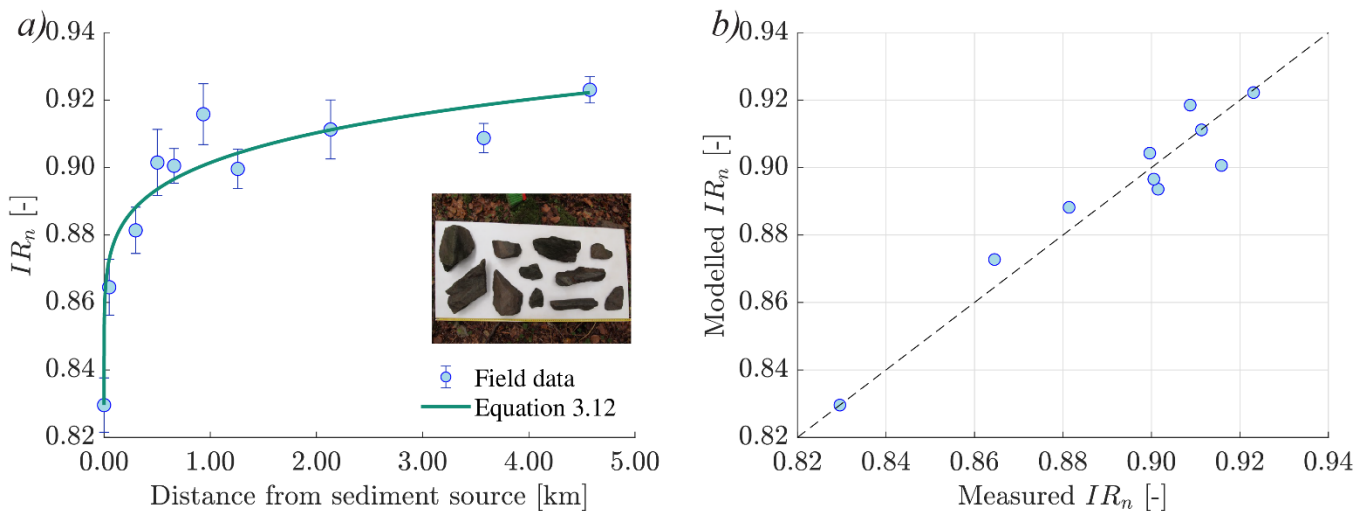 a)
0.94
0.92
0.90
0.88
0.86
0.84
0.82
IR_n [-]
0.00 1.00 2.00 3.00 4.00 5.00
Distance from sediment source [km]
Field data
Equation 3.12
b)
0.94
0.92
0.90
0.88
0.86
0.84
0.82
Modelled IR_n [-]
0.82 0.84 0.86 0.88 0.90 0.92 0.94
Measured IR_n [-]